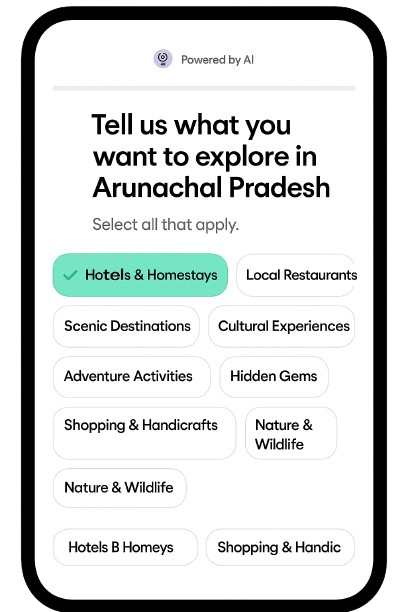 Powered by AI
Tell us what you
want to explore in
Arunachal Pradesh
Select all that apply.
Hotels & Homestays
Local Restaurants
Scenic Destinations
Cultural Experiences
Adventure Activities
Hidden Gems
Shopping & Handicrafts
Nature &
Wildlife
Nature & Wildlife
Hotels B Homeys
Shopping & Handic